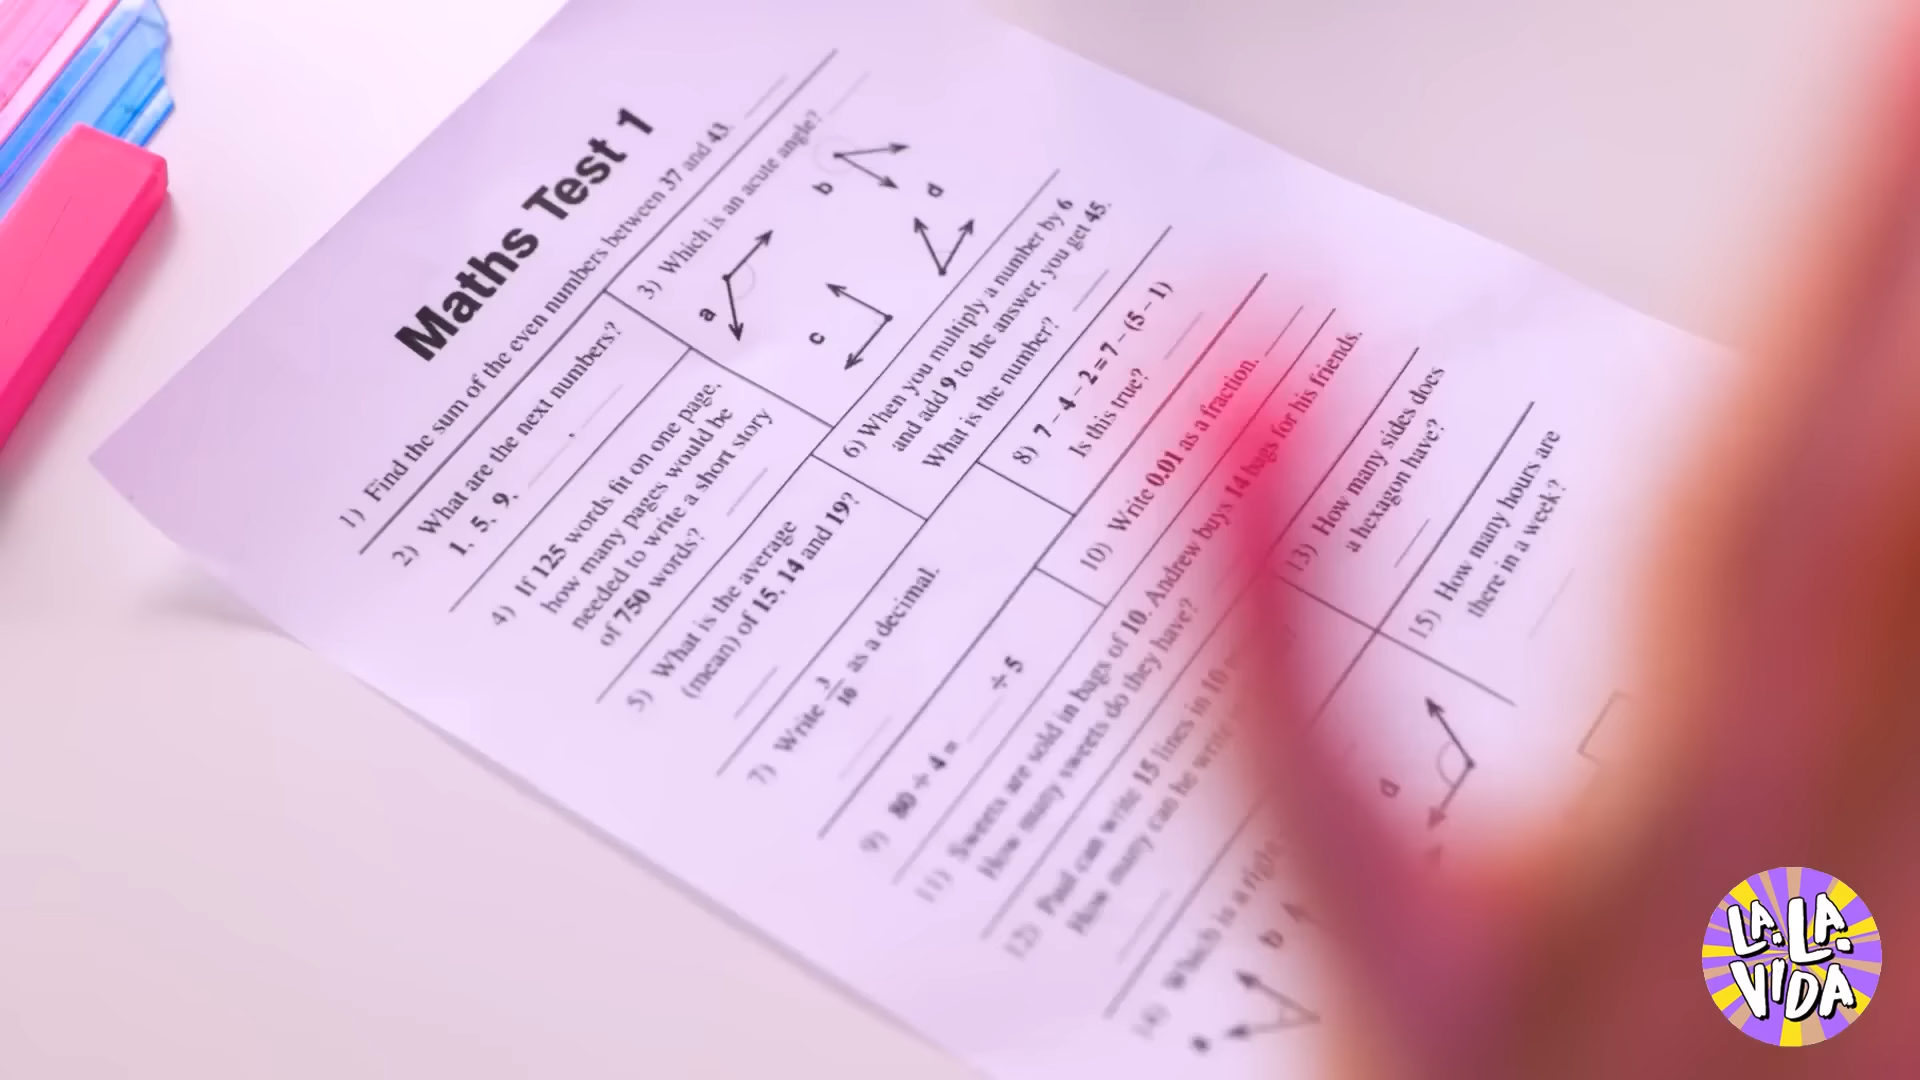 Maths Test 1
1) Find the sum of the even numbers between 37 and 43.
2) What are the next numbers?
1, 5, 9,
3) Which is an acute angle?
a
b
c
d
4) If 125 words fit on one page,
how many pages would be
needed to write a short story
of 750 words?
5) What is the average
(mean) of 15, 14 and 19?
6) When you multiply a number by 6
and add 9 to the answer, you get 45.
What is the number?
7) Write 3/10 as a decimal.
8) 7 – 4 – 2 = 7 – (5 – 1)
Is this true?
9) 80 ÷ 4 = ÷ 5
10) Write 0.01 as a fraction.
11) Sweets are sold in bags of 10. Andrew buys 14 bags for his friends.
How many sweets do they have?
12) Paul can write 15 lines in 10
How many can he write
13) How many sides does
a hexagon have?
14) Which is a right
a
b
d
15) How many hours are
there in a week?
LA.LA.
VIDA